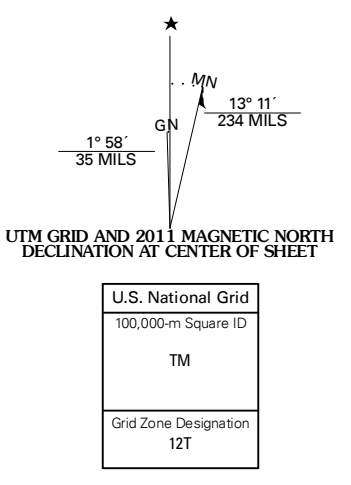 MN
GN
13° 11´
234 MILS
1° 58´
35 MILS
UTM GRID AND 2011 MAGNETIC NORTH
DECLINATION AT CENTER OF SHEET
U.S. National Grid
100,000-m Square ID
TM
Grid Zone Designation
12T